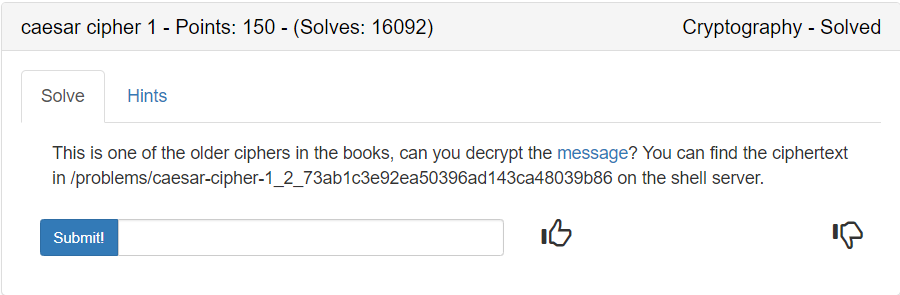 caesar cipher 1 - Points: 150 - (Solves: 16092) Cryptography - Solved
Solve Hints
This is one of the older ciphers in the books, can you decrypt the message? You can find the ciphertext
in /problems/caesar-cipher-1_2_73ab1c3e92ea50396ad143ca48039b86 on the shell server.
Submit!